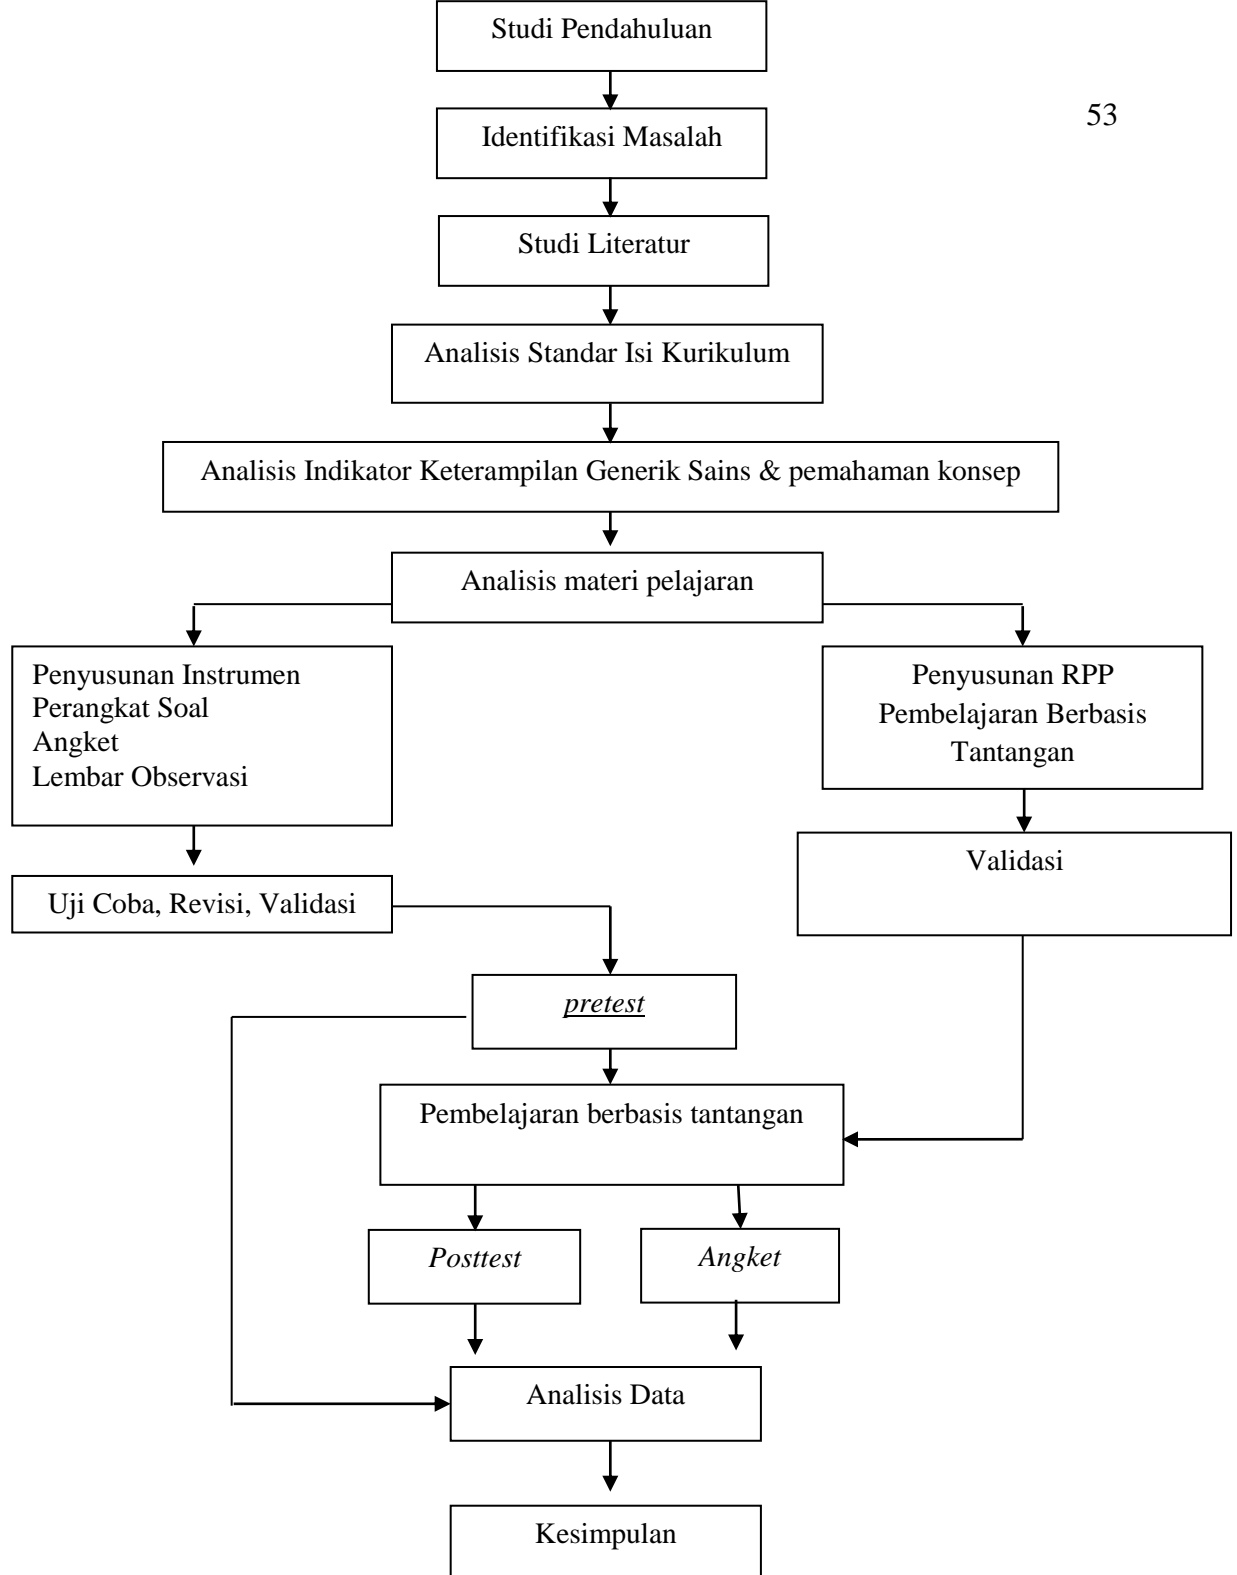 Studi Pendahuluan
53
Identifikasi Masalah
Studi Literatur
Analisis Standar Isi Kurikulum
Analisis Indikator Keterampilan Generik Sains & pemahaman konsep
Analisis materi pelajaran
Penyusunan Instrumen
Perangkat Soal
Angket
Lembar Observasi
Penyusunan RPP
Pembelajaran Berbasis
Tantangan
Validasi
Uji Coba, Revisi, Validasi
pretest
Pembelajaran berbasis tantangan
Posttest
Angket
Analisis Data
Kesimpulan